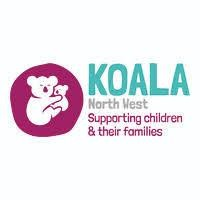 KOALA
North West
Supporting children
& their families